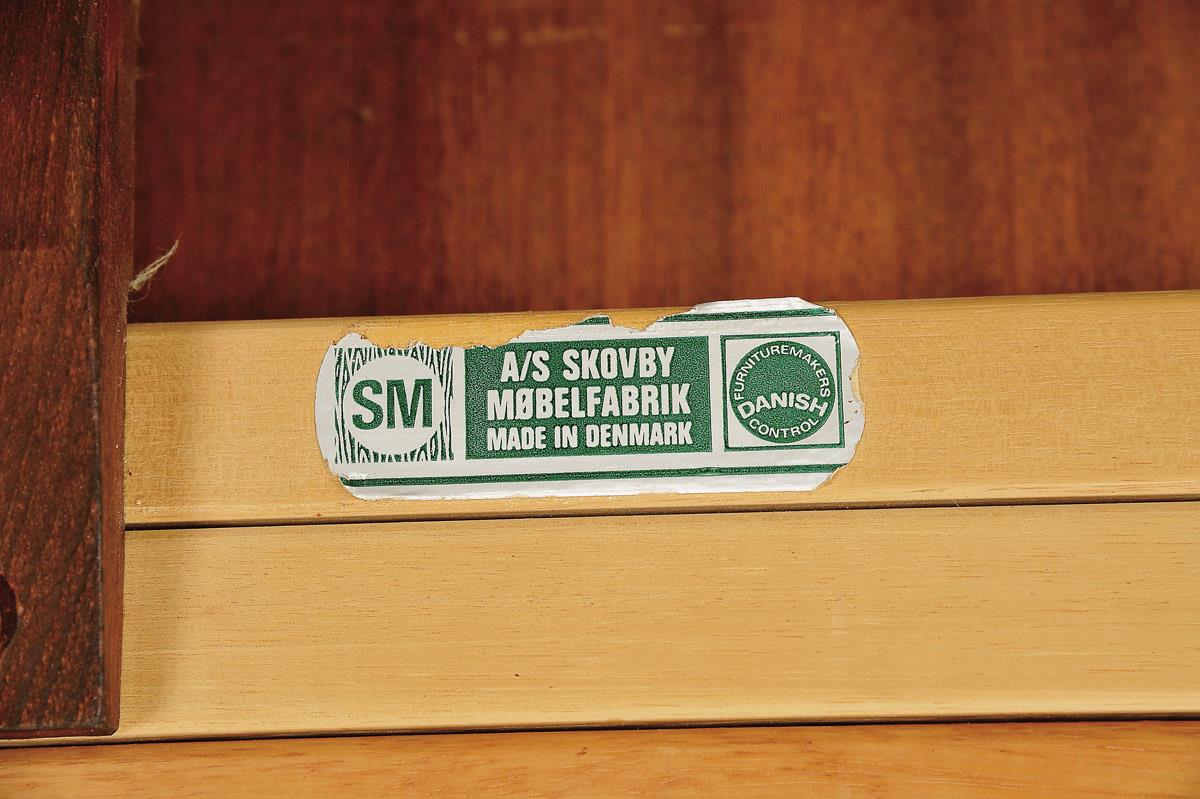 SM
A/S SKOVBY
MØBELFABRIK
MADE IN DENMARK
FURNITUREMAKERS
DANISH
CONTROL